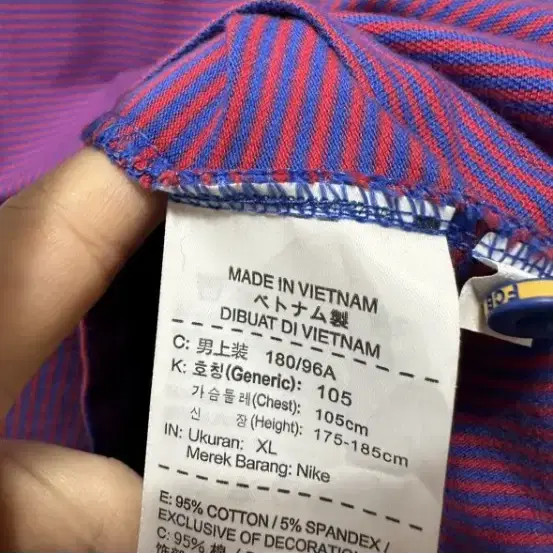 MADE IN VIETNAM
ベトナム製
DIBUAT DI VIETNAM
C: 男上装 180/96A
K: 호칭(Generic): 105
가슴둘레(Chest): 105cm
신 장(Height): 175-185cm
IN: Ukuran: XL
Merek Barang: Nike
E: 95% COTTON / 5% SPANDEX /
EXCLUSIVE OF DECORATION
C: 95% 棉 /
饰
FCB